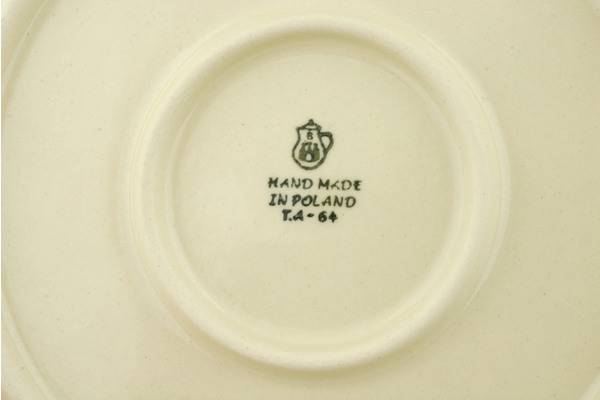 B
HAND MADE
IN POLAND
T.A-64